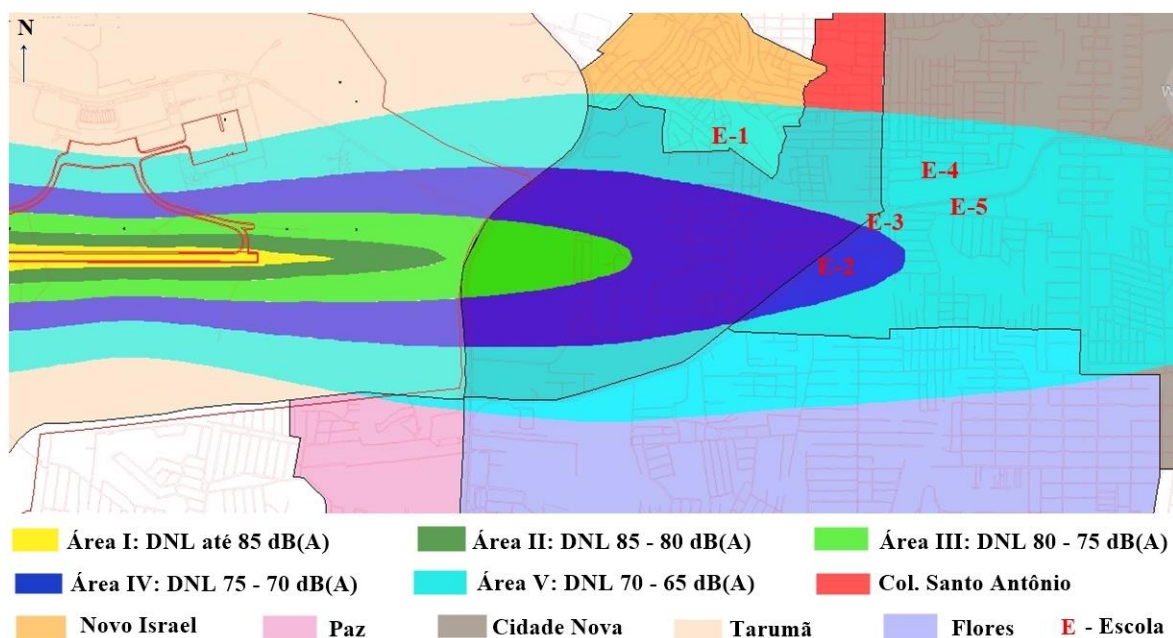 N
W
E-1
E-4
E-5
E-3
E-2
Área I: DNL até 85 dB(A)
Área II: DNL 85 - 80 dB(A)
Área III: DNL 80 - 75 dB(A)
Área IV: DNL 75 - 70 dB(A)
Área V: DNL 70 - 65 dB(A)
Col. Santo Antônio
Novo Israel
Paz
Cidade Nova
Tarumã
Flores
E - Escola